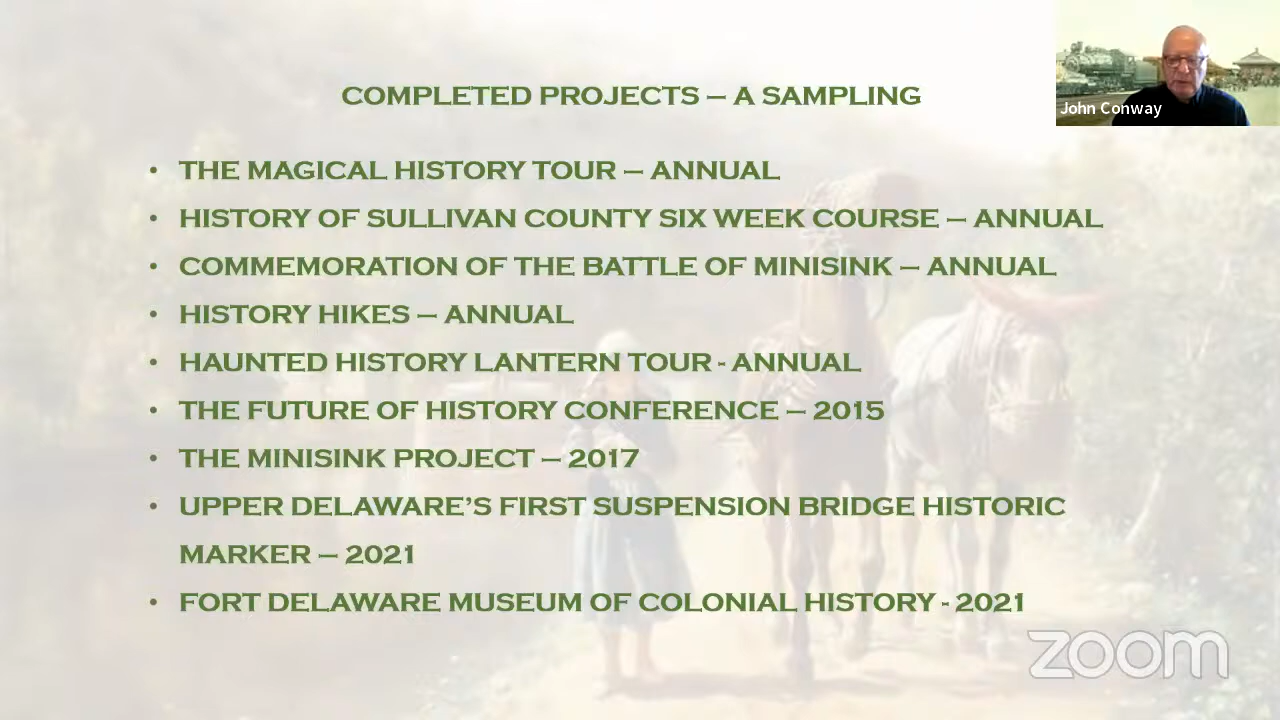 COMPLETED PROJECTS – A SAMPLING
John Conway
• THE MAGICAL HISTORY TOUR – ANNUAL
• HISTORY OF SULLIVAN COUNTY SIX WEEK COURSE – ANNUAL
• COMMEMORATION OF THE BATTLE OF MINISINK – ANNUAL
• HISTORY HIKES – ANNUAL
• HAUNTED HISTORY LANTERN TOUR - ANNUAL
• THE FUTURE OF HISTORY CONFERENCE – 2015
• THE MINISINK PROJECT – 2017
• UPPER DELAWARE’S FIRST SUSPENSION BRIDGE HISTORIC
MARKER – 2021
• FORT DELAWARE MUSEUM OF COLONIAL HISTORY - 2021
zoom